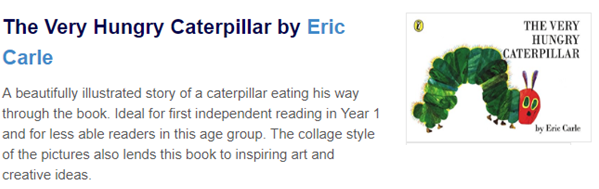 The Very Hungry Caterpillar by Eric
Carle
A beautifully illustrated story of a caterpillar eating his way
through the book. Ideal for first independent reading in Year 1
and for less able readers in this age group. The collage style
of the pictures also lends this book to inspiring art and
creative ideas.
THE VERY
HUNGRY
CATERPILLAR
by Eric Carle